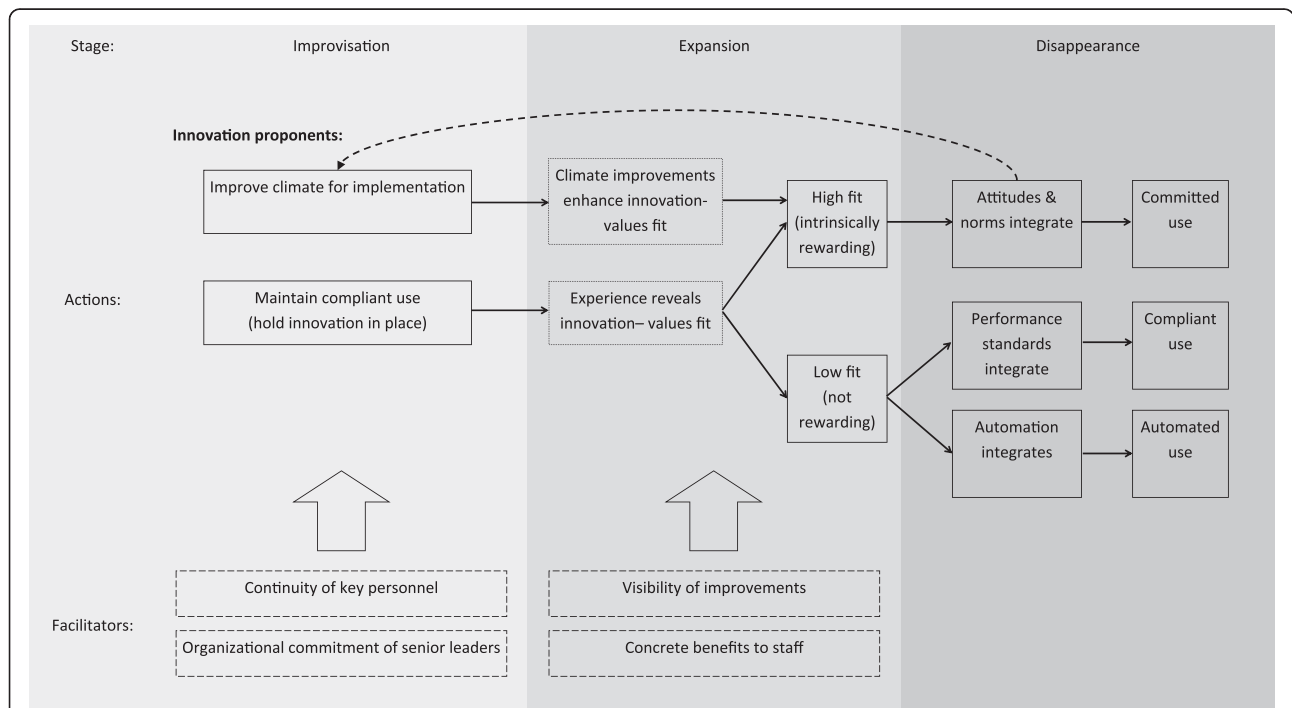 Stage:
Improvisation
Expansion
Disappearance
Innovation proponents:
Improve climate for implementation
Climate improvements
enhance innovation-
values fit
High fit
(intrinsically
rewarding)
Attitudes &
norms integrate
Committed
use
Actions:
Maintain compliant use
(hold innovation in place)
Experience reveals
innovation– values fit
Low fit
(not
rewarding)
Performance
standards
integrate
Compliant
use
Automation
integrates
Automated
use
Facilitators:
Continuity of key personnel
Organizational commitment of senior leaders
Visibility of improvements
Concrete benefits to staff